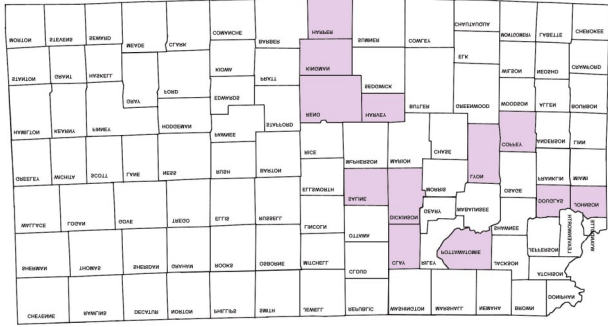 HARPER
CHAUTAUQUA
MORTON STEVENS SEWARD MEADE CLARK COMANCHE BARBER SUMNER COWLEY MONTGOMERY LABETTE CHEROKEE
ELK
STANTON GRANT HASKELL GRAY FORD KIOWA PRATT KINGMAN SEDGWICK WILSON NEOSHO CRAWFORD
EDWARDS BUTLER GREENWOOD WOODSON ALLEN BOURBON
HAMILTON KEARNY FINNEY HODGEMAN PAWNEE STAFFORD RENO HARVEY COFFEY ANDERSON LINN
GREELEY WICHITA SCOTT LANE NESS RUSH BARTON RICE MCPHERSON MARION CHASE LYON FRANKLIN MIAMI
ELLSWORTH SALINE DICKINSON MORRIS OSAGE DOUGLAS JOHNSON
WALLACE LOGAN GOVE TREGO ELLIS RUSSELL LINCOLN GEARY WABAUNSEE SHAWNEE LEAVENWORTH WYANDOTTE
OTTAWA JEFFERSON
SHERMAN THOMAS SHERIDAN GRAHAM ROOKS OSBORNE MITCHELL CLAY RILEY POTTAWATOMIE JACKSON
CLOUD ATCHISON
CHEYENNE RAWLINS DECATUR NORTON PHILLIPS SMITH JEWELL REPUBLIC WASHINGTON MARSHALL NEMAHA BROWN DONIPHAN